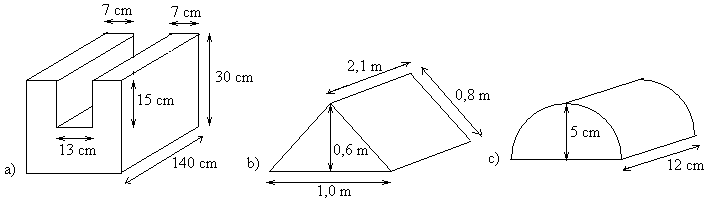 7 cm
7 cm
30 cm
15 cm
13 cm
140 cm
a)
2,1 m
0,8 m
0,6 m
1,0 m
b)
5 cm
12 cm
c)